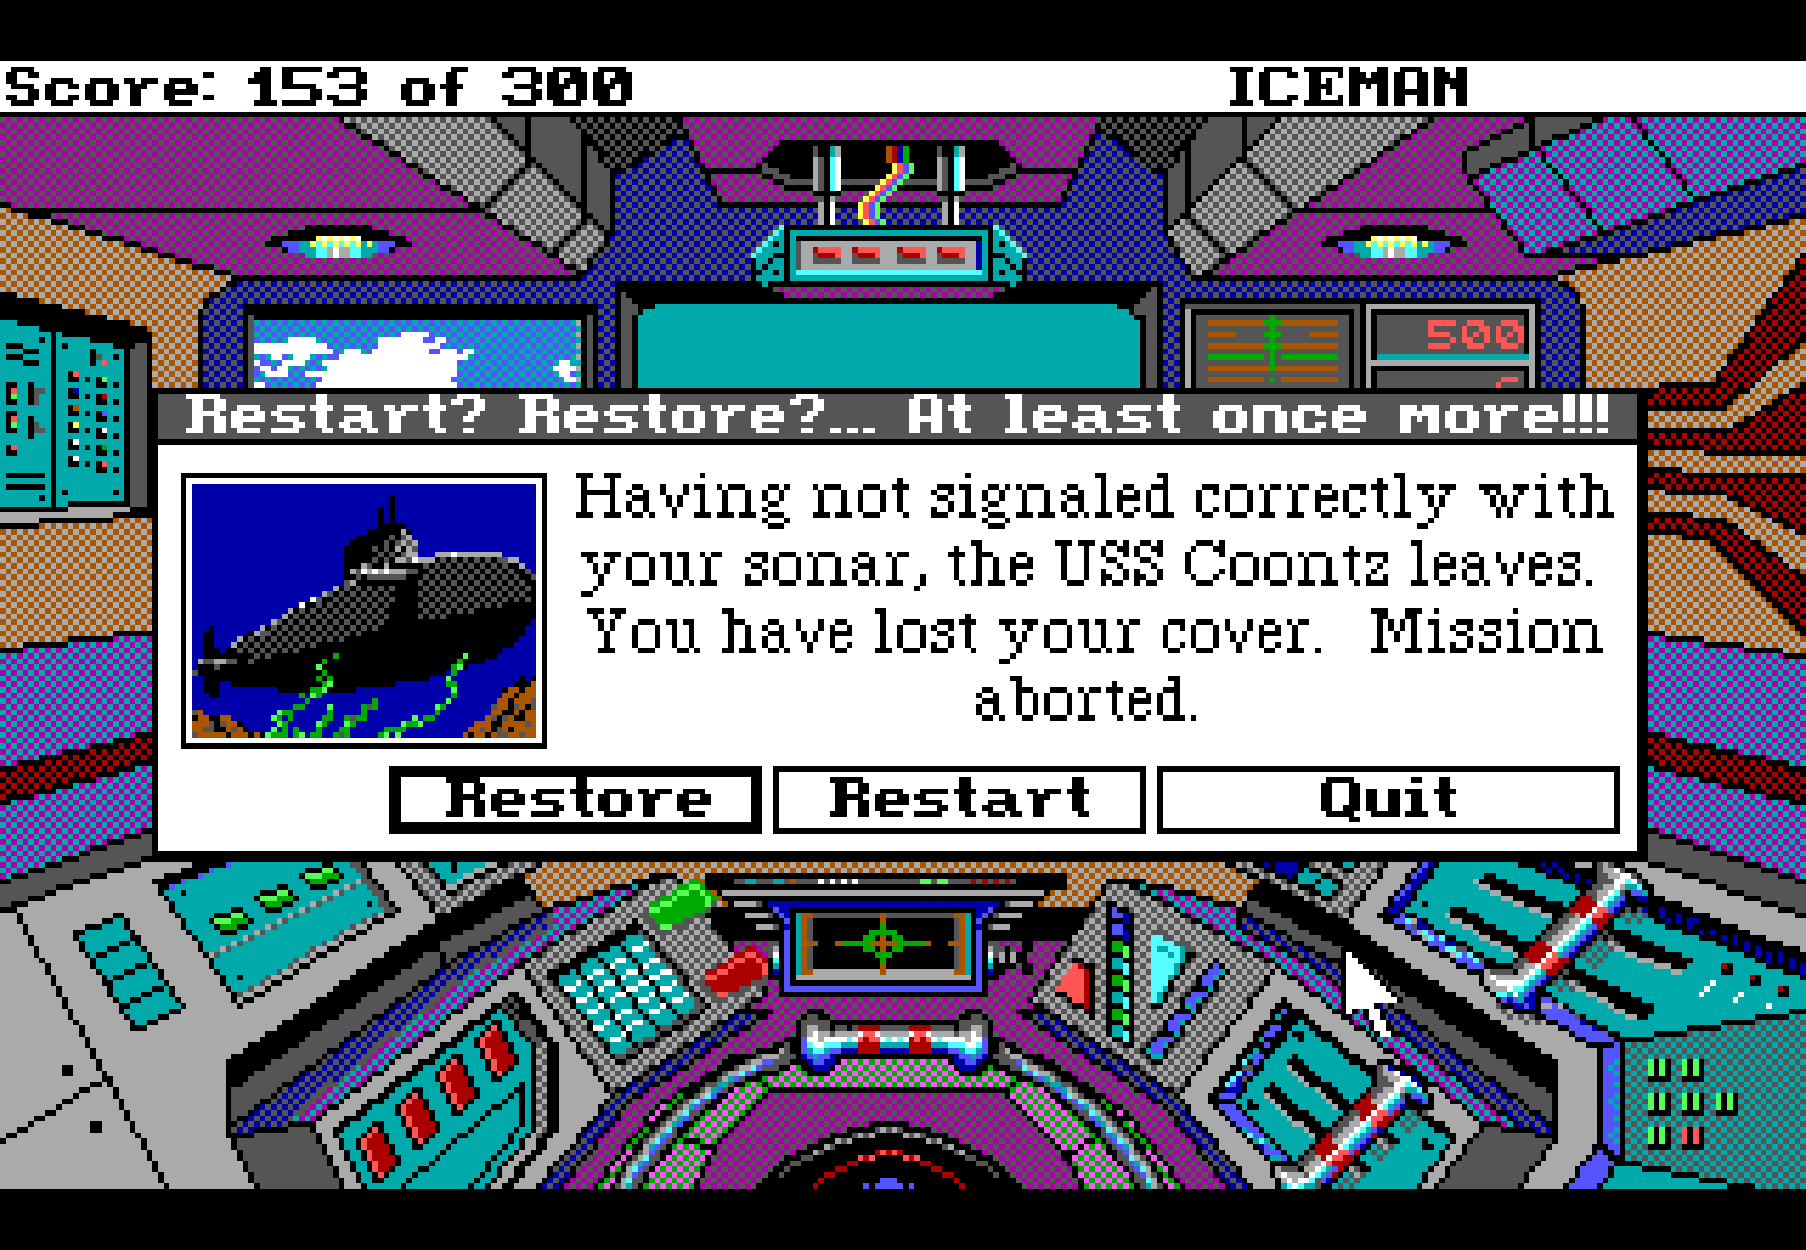 Score: 153 of 300 ICEMAN
500
Restart? Restore?... At least once more!!!
Having not signaled correctly with
your sonar, the USS Coontz leaves.
You have lost your cover. Mission
aborted.
Restore Restart Quit